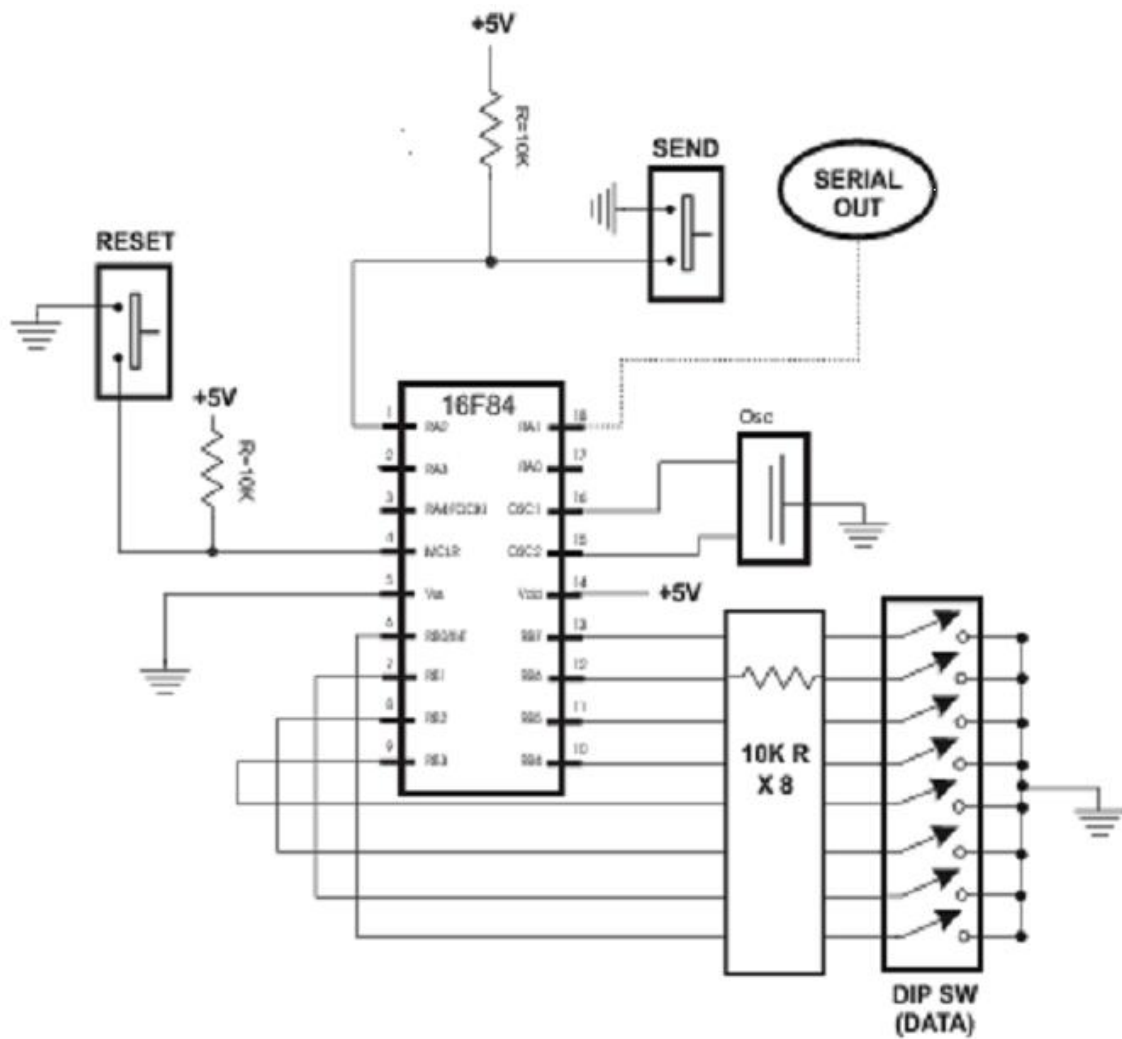 +5V
R=10K
SEND
SERIAL
OUT
RESET
+5V
R=10K
16F84
Osc
1
RA2
RA1
18
2
RA3
RA0
17
3
OSC1
16
4
MCLR
OSC2
15
5
14
+5V
6
RB7
13
7
RB1
RB6
12
8
RB2
RB5
11
9
RB3
RB4
10
10K R
X 8
DIP SW
(DATA)